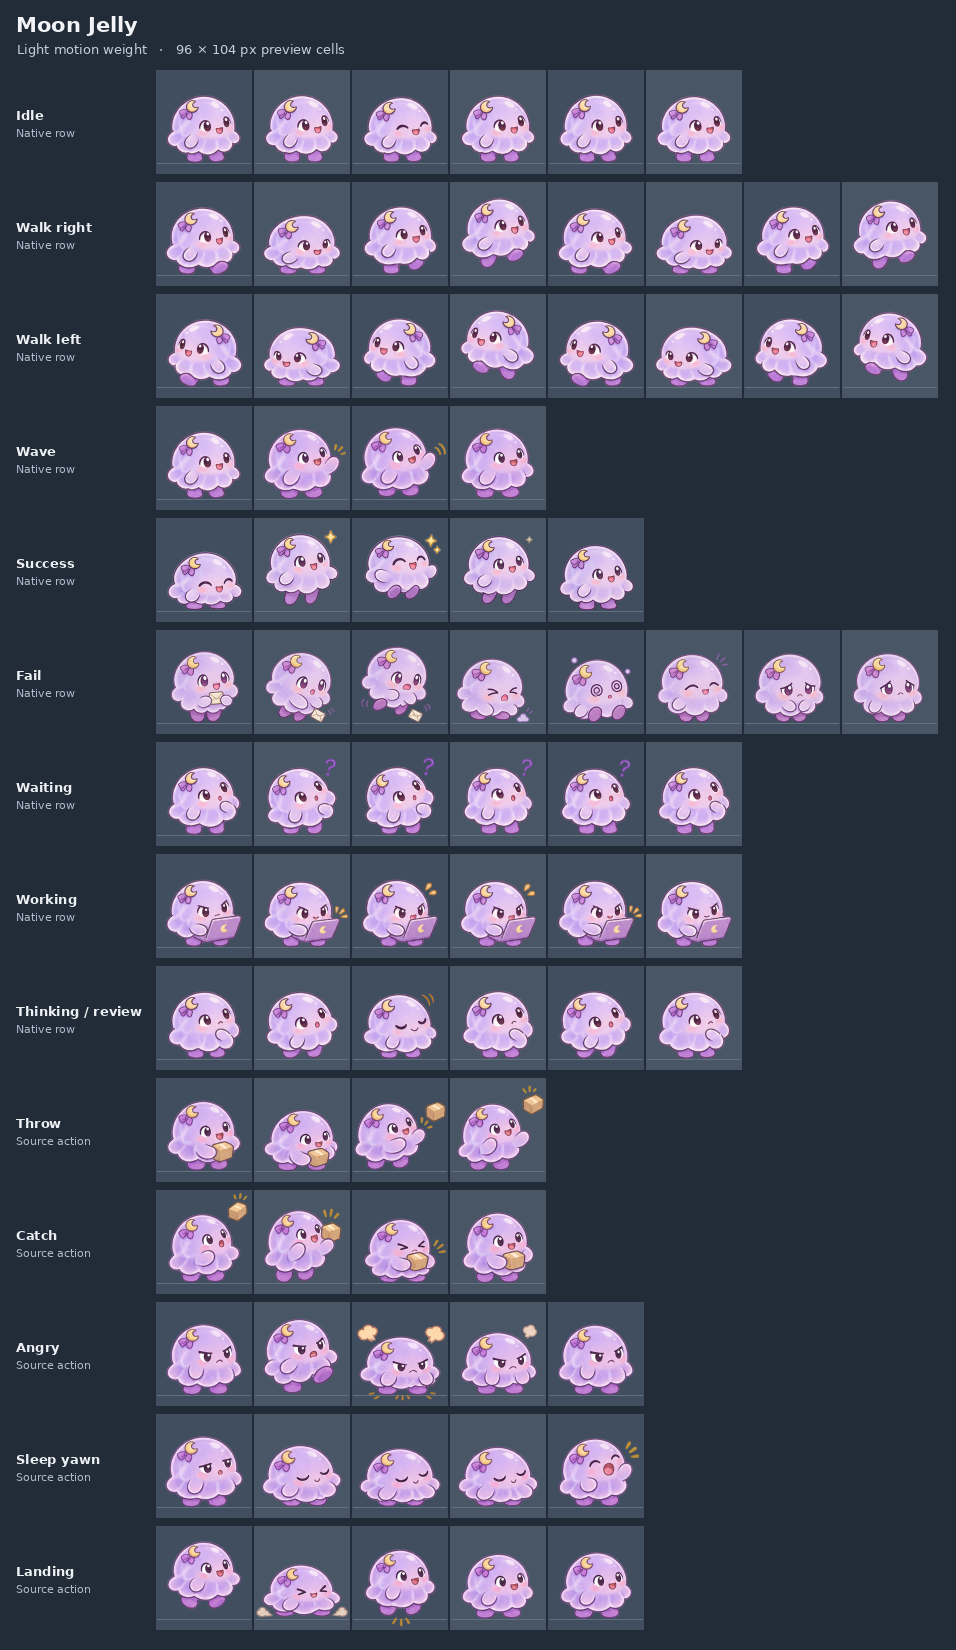 Moon Jelly
Light motion weight · 96 × 104 px preview cells
Idle
Native row
Walk right
Native row
Walk left
Native row
Wave
Native row
Success
Native row
Fail
Native row
Waiting
Native row
? ? ? ?
Working
Native row
Thinking / review
Native row
Throw
Source action
Catch
Source action
Angry
Source action
Sleep yawn
Source action
Landing
Source action